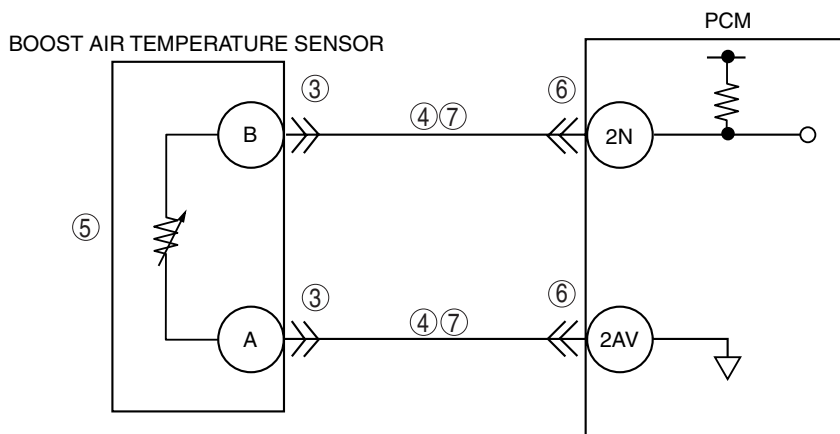 PCM
BOOST AIR TEMPERATURE SENSOR
③ ⑥
B ④⑦ 2N
⑤
③ ⑥
A ④⑦ 2AV